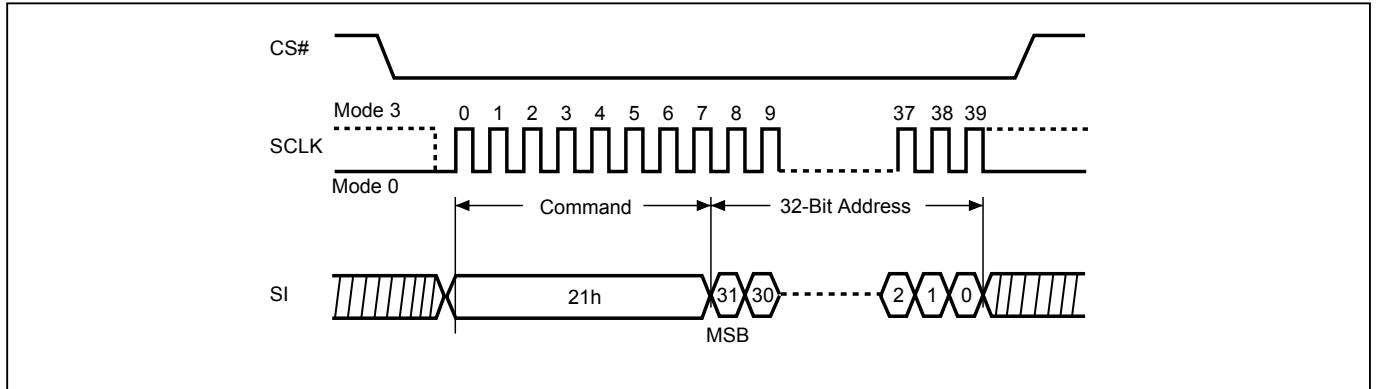 CS#
Mode 3
0 1 2 3 4 5 6 7 8 9 37 38 39
SCLK
Mode 0
Command 32-Bit Address
SI 21h 31 30 2 1 0
MSB